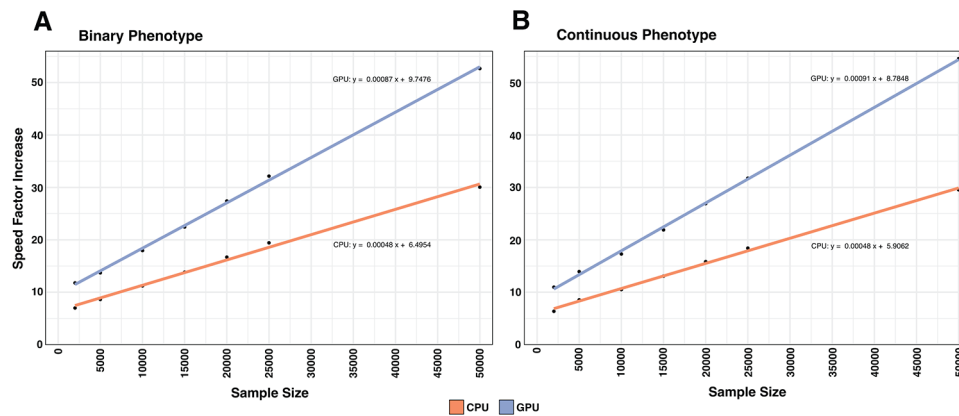 A
Binary Phenotype
Speed Factor Increase
50
40
30
20
10
0
GPU: y = 0.00087 x + 9.7476
CPU: y = 0.00048 x + 6.4954
0
5000
10000
15000
20000
25000
30000
35000
40000
45000
50000
Sample Size
B
Continuous Phenotype
50
40
30
20
10
0
GPU: y = 0.00091 x + 8.7848
CPU: y = 0.00048 x + 5.9062
0
5000
10000
15000
20000
25000
30000
35000
40000
45000
50000
Sample Size
CPU GPU